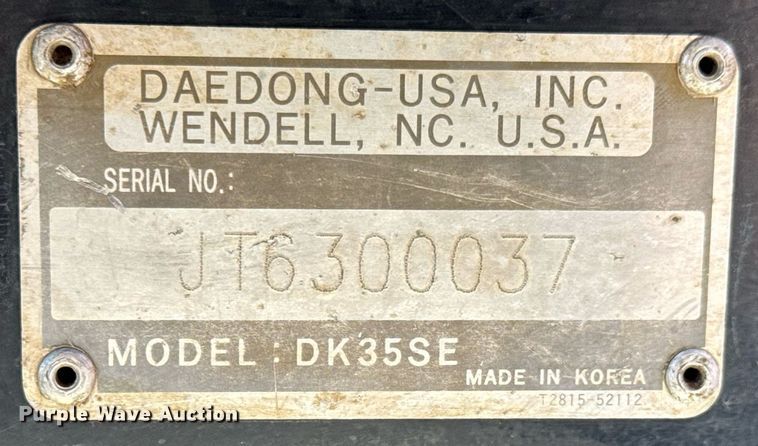 DAEDONG-USA, INC.
WENDELL, NC. U.S.A.
SERIAL NO.:
JT6300037
MODEL: DK35SE
MADE IN KOREA
T2815-52112
Purple Wave Auction